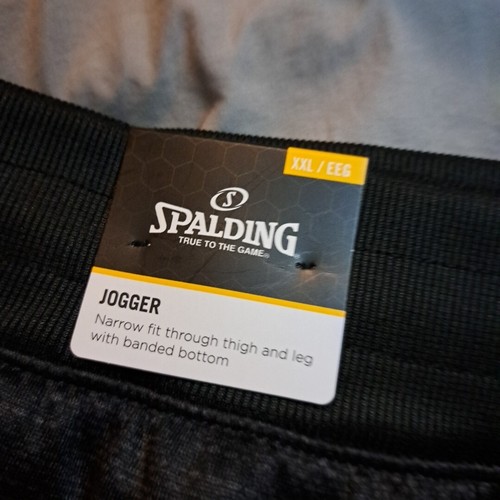 XXL / EEG
S
SPALDING
TRUE TO THE GAME®
JOGGER
Narrow fit through thigh and leg
with banded bottom